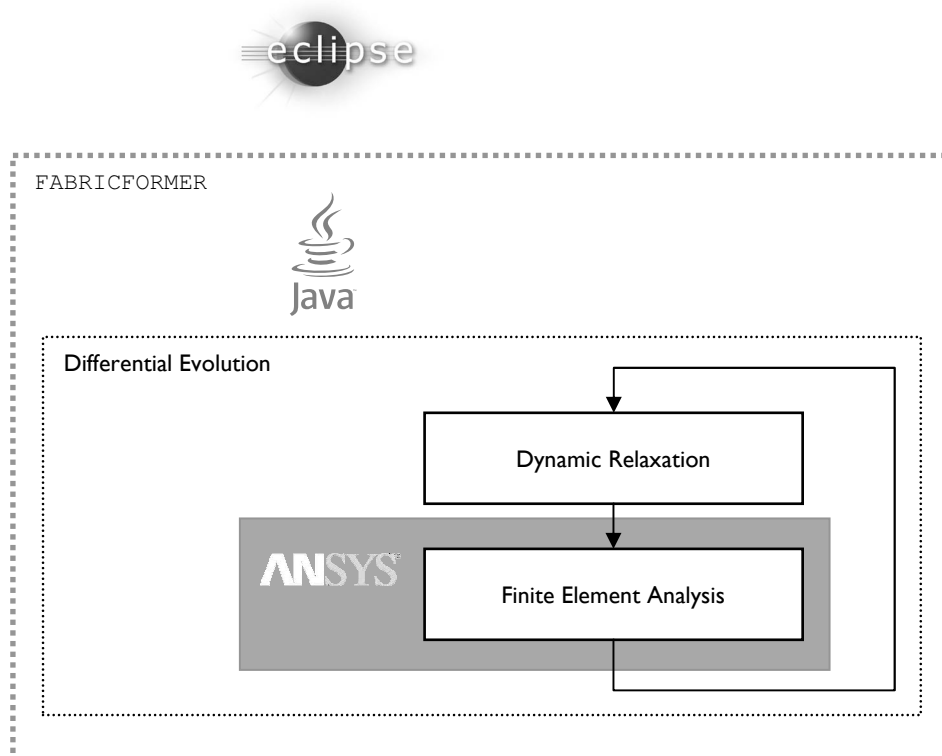 eclipse
FABRICFORMER
Java
Differential Evolution
Dynamic Relaxation
ANSYS
Finite Element Analysis